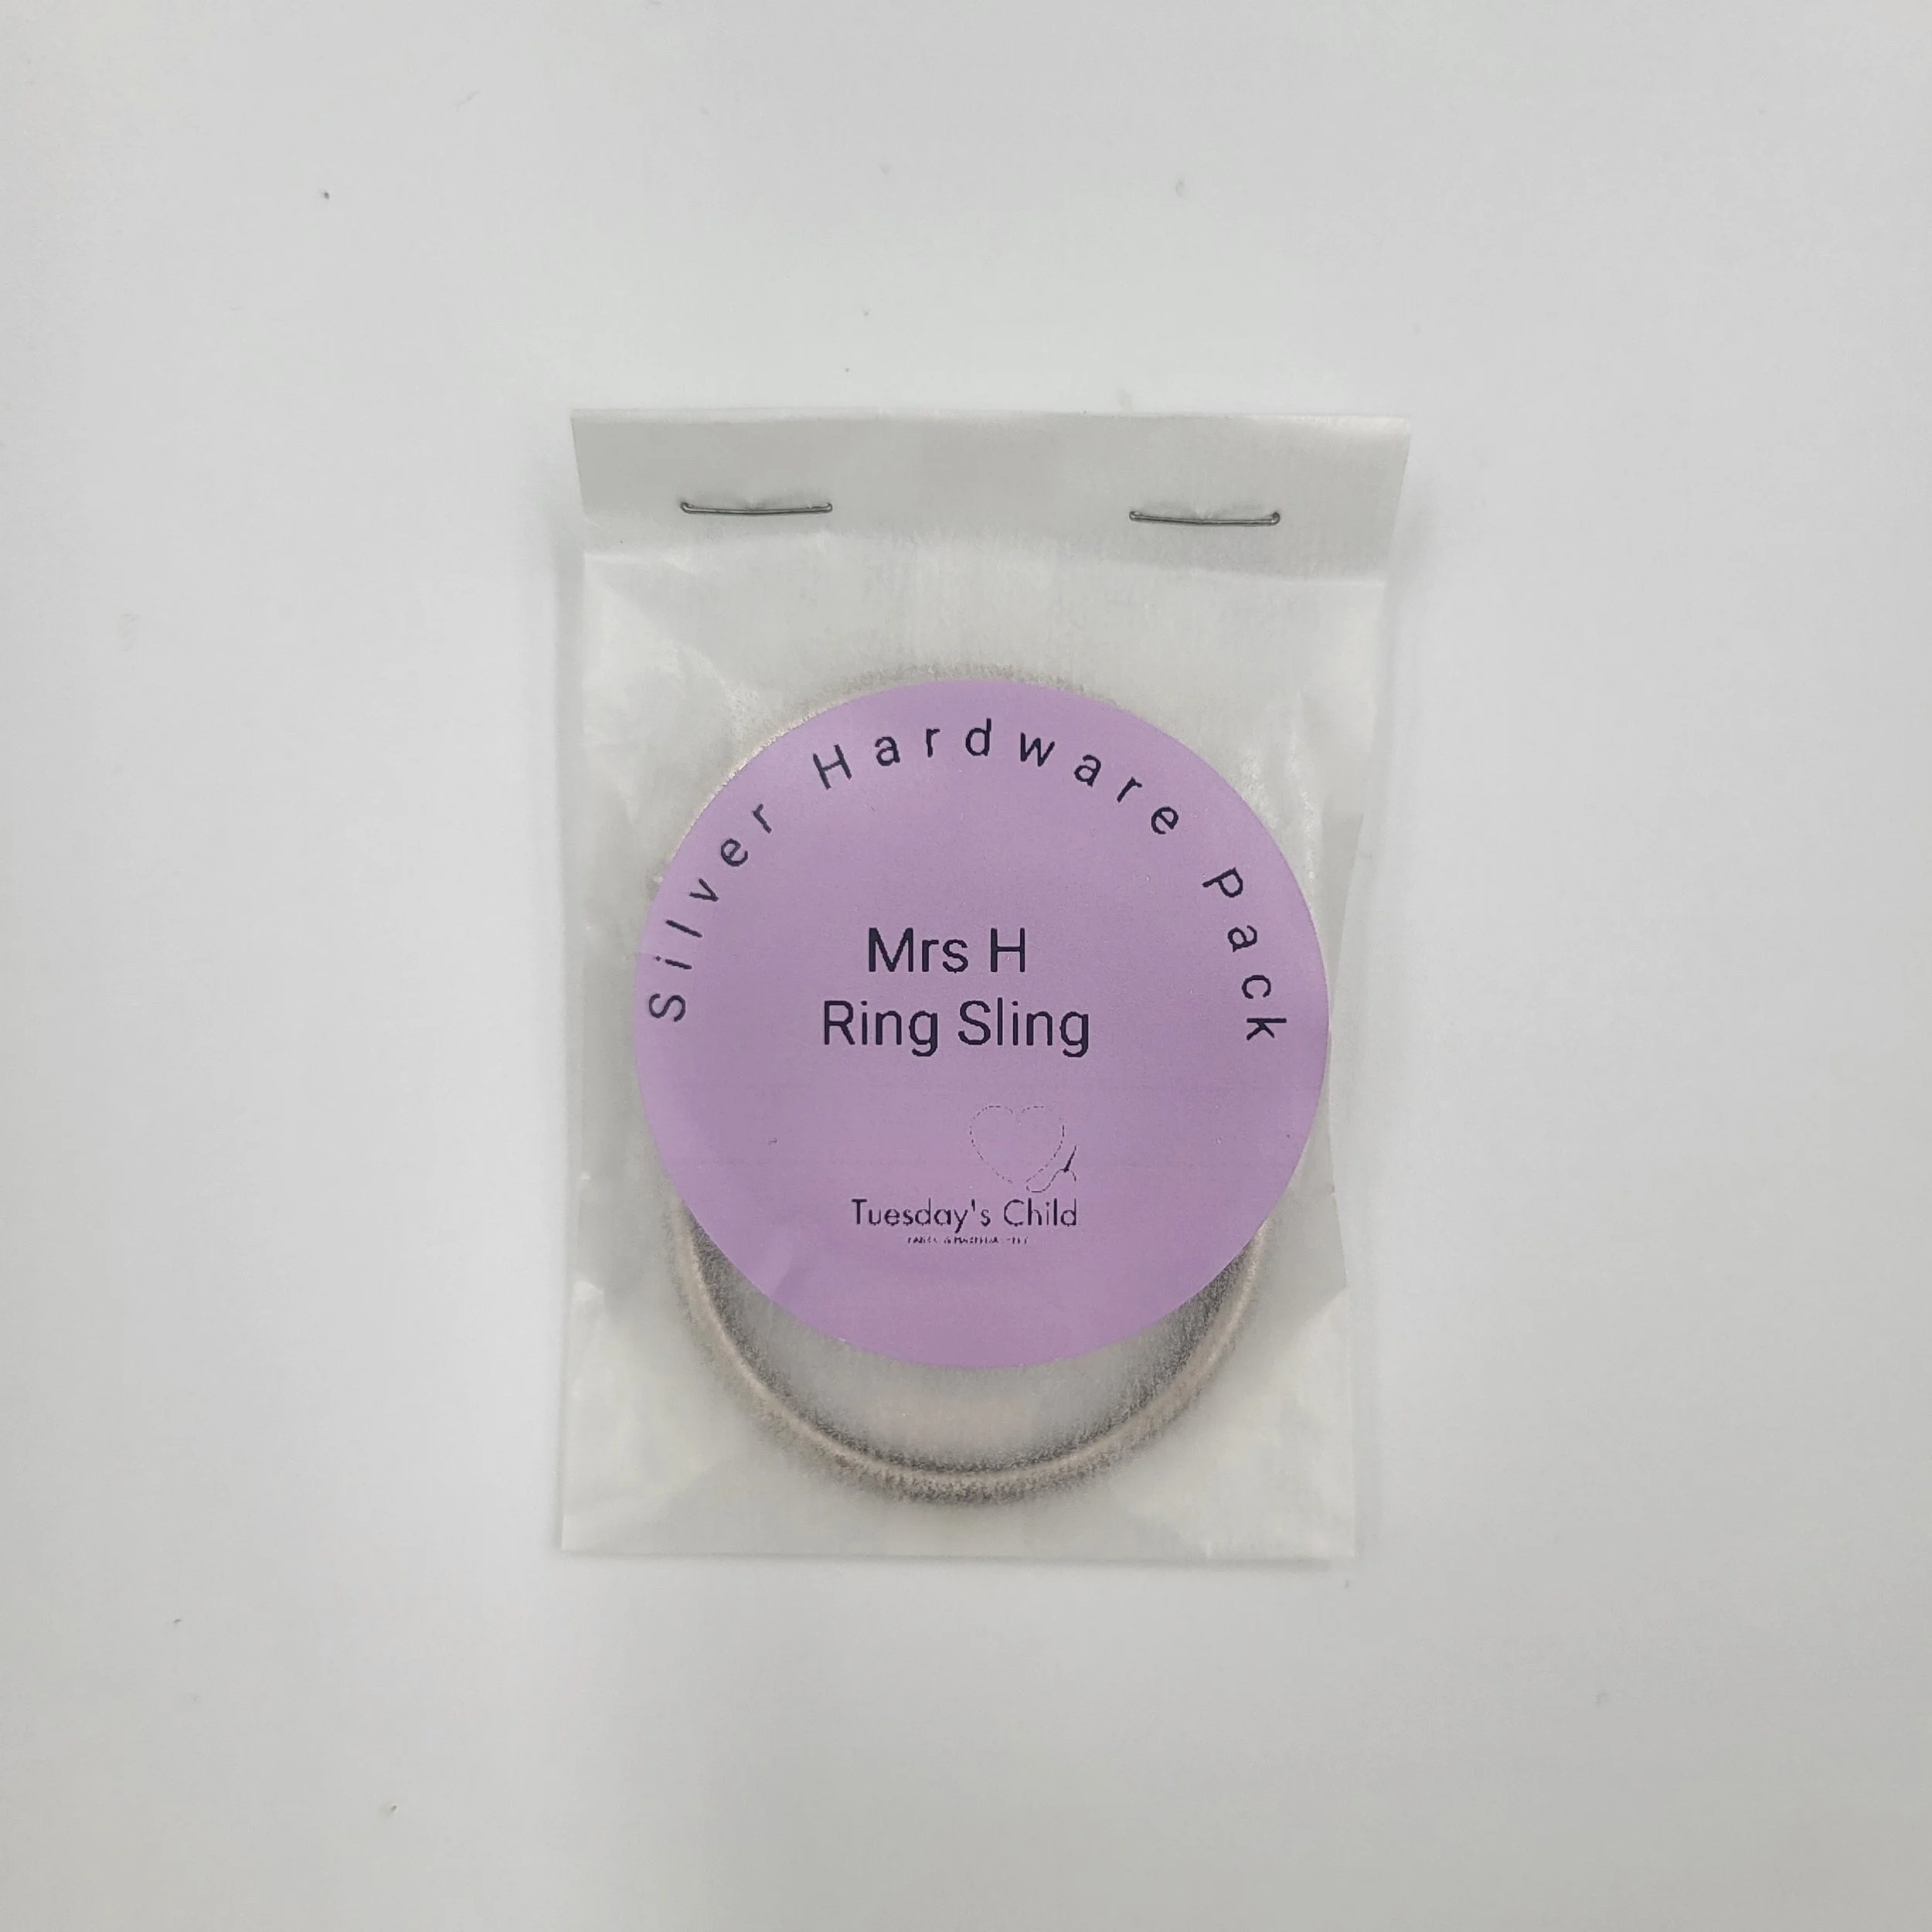 Silver Hardware Pack
Mrs H
Ring Sling
Tuesday's Child